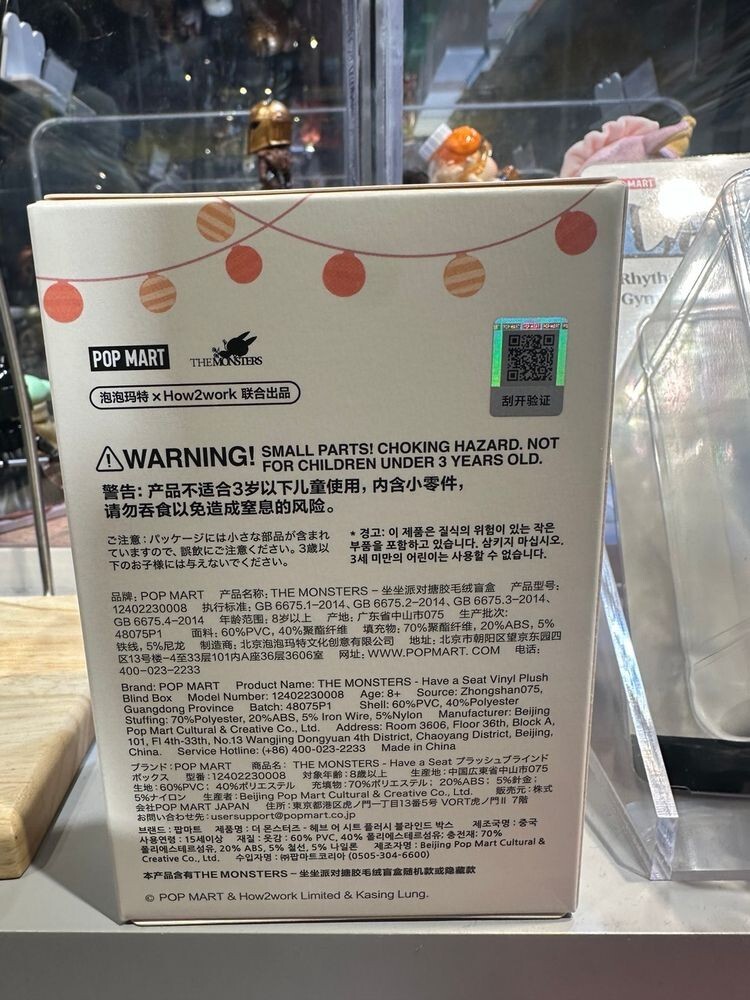 MART
Rhyth
Gym
POP MART
THE MONSTERS
泡泡玛特 × How2work 联合出品
刮开验证
WARNING! SMALL PARTS! CHOKING HAZARD. NOT
FOR CHILDREN UNDER 3 YEARS OLD.
警告: 产品不适合3岁以下儿童使用，内含小零件，
请勿吞食以免造成窒息的风险。
ご注意: パッケージには小さな部品が含まれ
ていますので、誤飲にご注意ください。3歳以
下のお子様には与えないでください。
* 경고: 이 제품은 질식의 위험이 있는 작은
부품을 포함하고 있습니다. 삼키지 마십시오.
3세 미만의 어린이는 사용할 수 없습니다.
品牌: POP MART 产品名称: THE MONSTERS - 坐坐派对搪胶毛绒盲盒 产品型号:
12402230008 执行标准: GB 6675.1-2014、GB 6675.2-2014、GB 6675.3-2014、
GB 6675.4-2014 年龄范围: 8岁以上 产地: 广东省中山市075 生产批次:
48075P1 面料: 60%PVC, 40%聚酯纤维 填充物: 70%聚酯纤维, 20%ABS, 5%
铁线, 5%尼龙 制造商: 北京泡泡玛特文化创意有限公司 地址: 北京市朝阳区望京东园四
区13号楼-4至33层101内A座36层3606室 网址: WWW.POPMART.COM 电话:
400-023-2233
Brand: POP MART Product Name: THE MONSTERS - Have a Seat Vinyl Plush
Blind Box Model Number: 12402230008 Age: 8+ Source: Zhongshan075,
Guangdong Province Batch: 48075P1 Shell: 60%PVC, 40%Polyester
Stuffing: 70%Polyester, 20%ABS, 5% Iron Wire, 5%Nylon Manufacturer: Beijing
Pop Mart Cultural & Creative Co., Ltd. Address: Room 3606, Floor 36th, Block A,
101, Fl 4th-33th, No.13 Wangjing Dongyuan 4th District, Chaoyang District, Beijing,
China. Service Hotline: (+86) 400-023-2233 Made in China
ブランド: POP MART 商品名: THE MONSTERS - Have a Seat プラッシュブラインド
ボックス 型番: 12402230008 対象年齢: 8歳以上 生産地: 中国広東省中山市075
生地: 60%PVC; 40%ポリエステル 充填物: 70%ポリエステル; 20%ABS; 5%針金;
5%ナイロン 生産者: Beijing Pop Mart Cultural & Creative Co., Ltd. 販売元: 株式
会社POP MART JAPAN 住所: 東京都港区虎ノ門一丁目13番5号 VORT虎ノ門II 7階
お問い合わせ先: usersupport@popmart.co.jp
브랜드: 팝마트 제품명: 더 몬스터즈 - 헤브 어 시트 플러시 블라인드 박스 제조국명: 중국
사용연령: 15세이상 재질: 겉감: 60% PVC, 40% 폴리에스테르섬유; 충전재: 70%
폴리에스테르섬유, 20% ABS, 5% 철선, 5% 나일론 제조자명: Beijing Pop Mart Cultural &
Creative Co., Ltd. 수입자명: ㈜팝마트코리아 (0505-304-6600)
本产品含有THE MONSTERS - 坐坐派对搪胶毛绒盲盒随机款或隐藏款
© POP MART & How2work Limited & Kasing Lung.